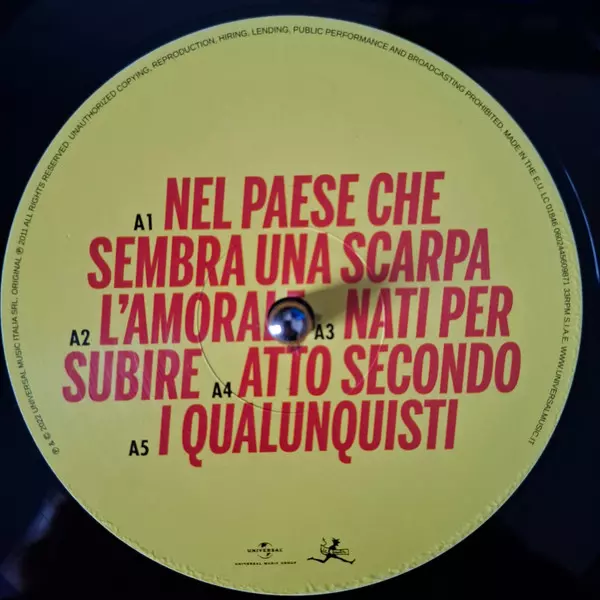 ℗ & © 2022 UNIVERSAL MUSIC ITALIA SRL. ORIGINAL ℗ 2011 ALL RIGHTS RESERVED. UNAUTHORIZED COPYING, REPRODUCTION, HIRING, LENDING, PUBLIC PERFORMANCE AND BROADCASTING PROHIBITED. MADE IN THE E.U. LC 01846 0602445609871 33RPM S.I.A.E. WWW.UNIVERSALMUSIC.IT
A1 NEL PAESE CHE
SEMBRA UNA SCARPA
A2 L'AMORALE A3 NATI PER
SUBIRE A4 ATTO SECONDO
A5 I QUALUNQUISTI
UNIVERSAL
UNIVERSAL MUSIC GROUP